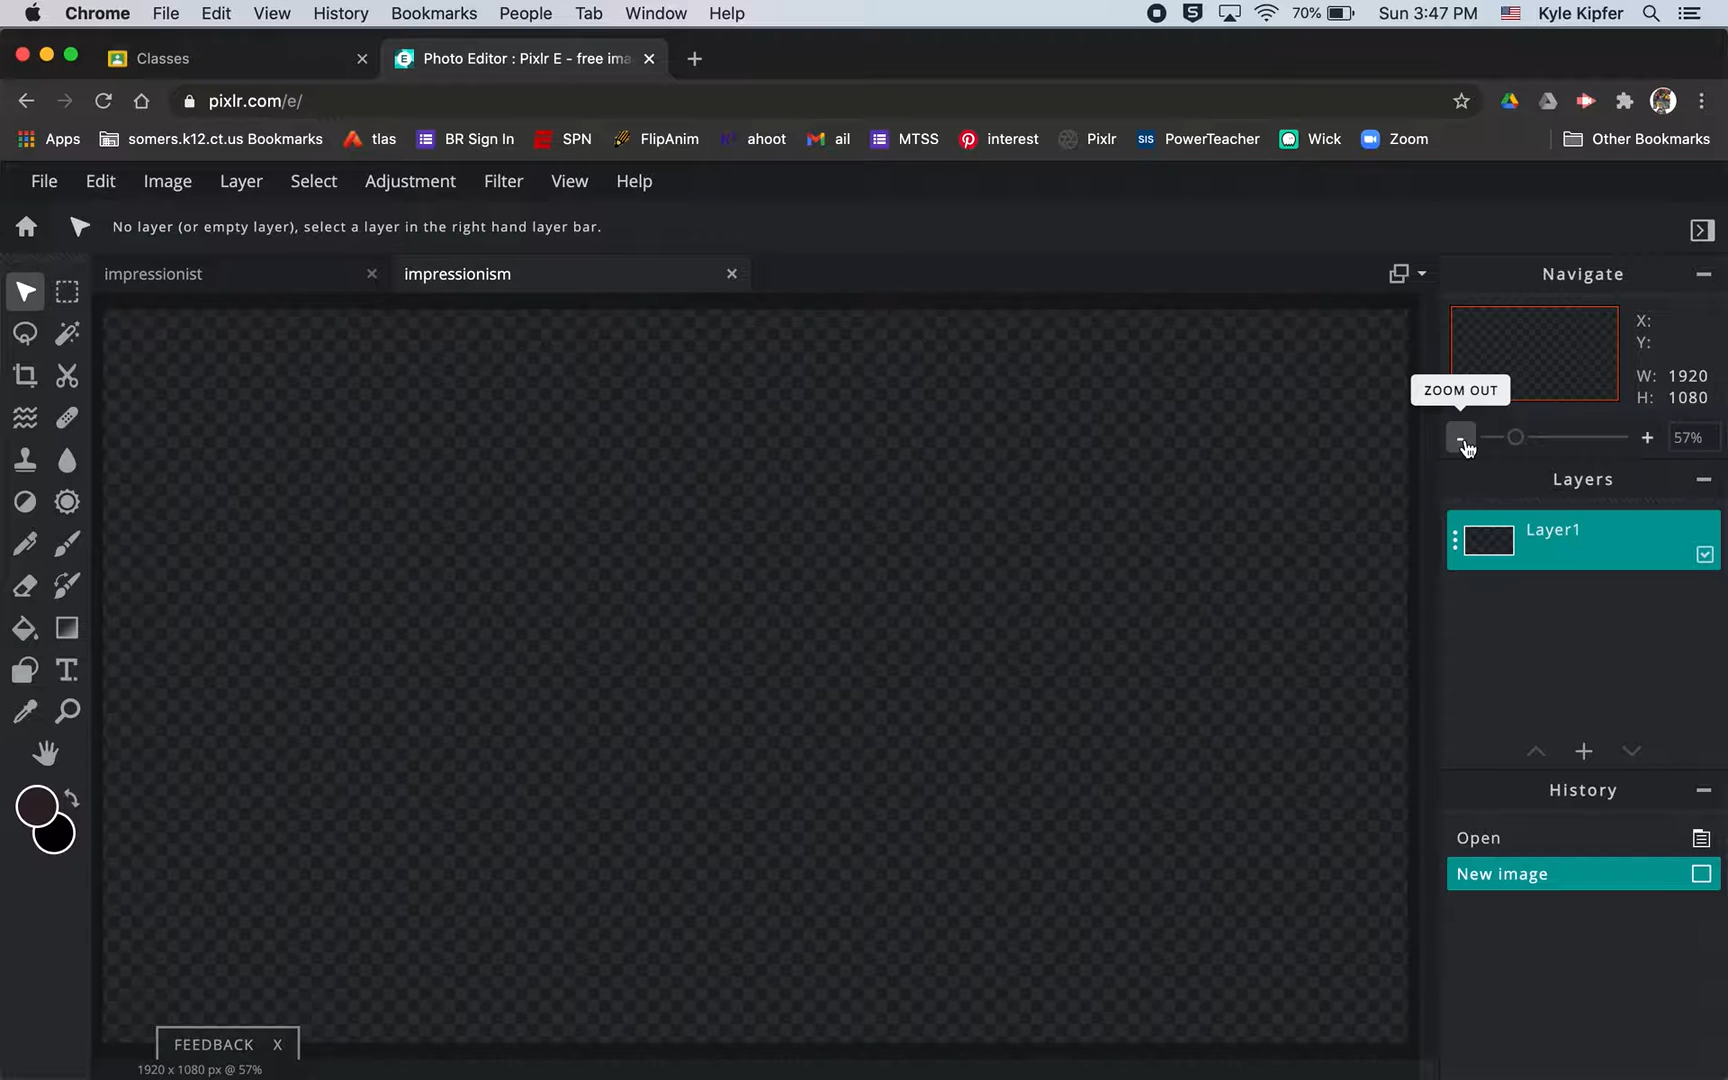 Chrome File Edit View History Bookmarks People Tab Window Help 70% Sun 3:47 PM Kyle Kipfer
Classes Photo Editor : Pixlr E - free ima
pixlr.com/e/
Apps somers.k12.ct.us Bookmarks tlas BR Sign In SPN FlipAnim ahoot ail MTSS interest Pixlr SIS PowerTeacher Wick Zoom Other Bookmarks
File Edit Image Layer Select Adjustment Filter View Help
No layer (or empty layer), select a layer in the right hand layer bar.
impressionist impressionism
Navigate
X:
Y:
W: 1920
H: 1080
ZOOM OUT
57%
Layers
Layer1
History
Open
New image
FEEDBACK X
1920 x 1080 px @ 57%